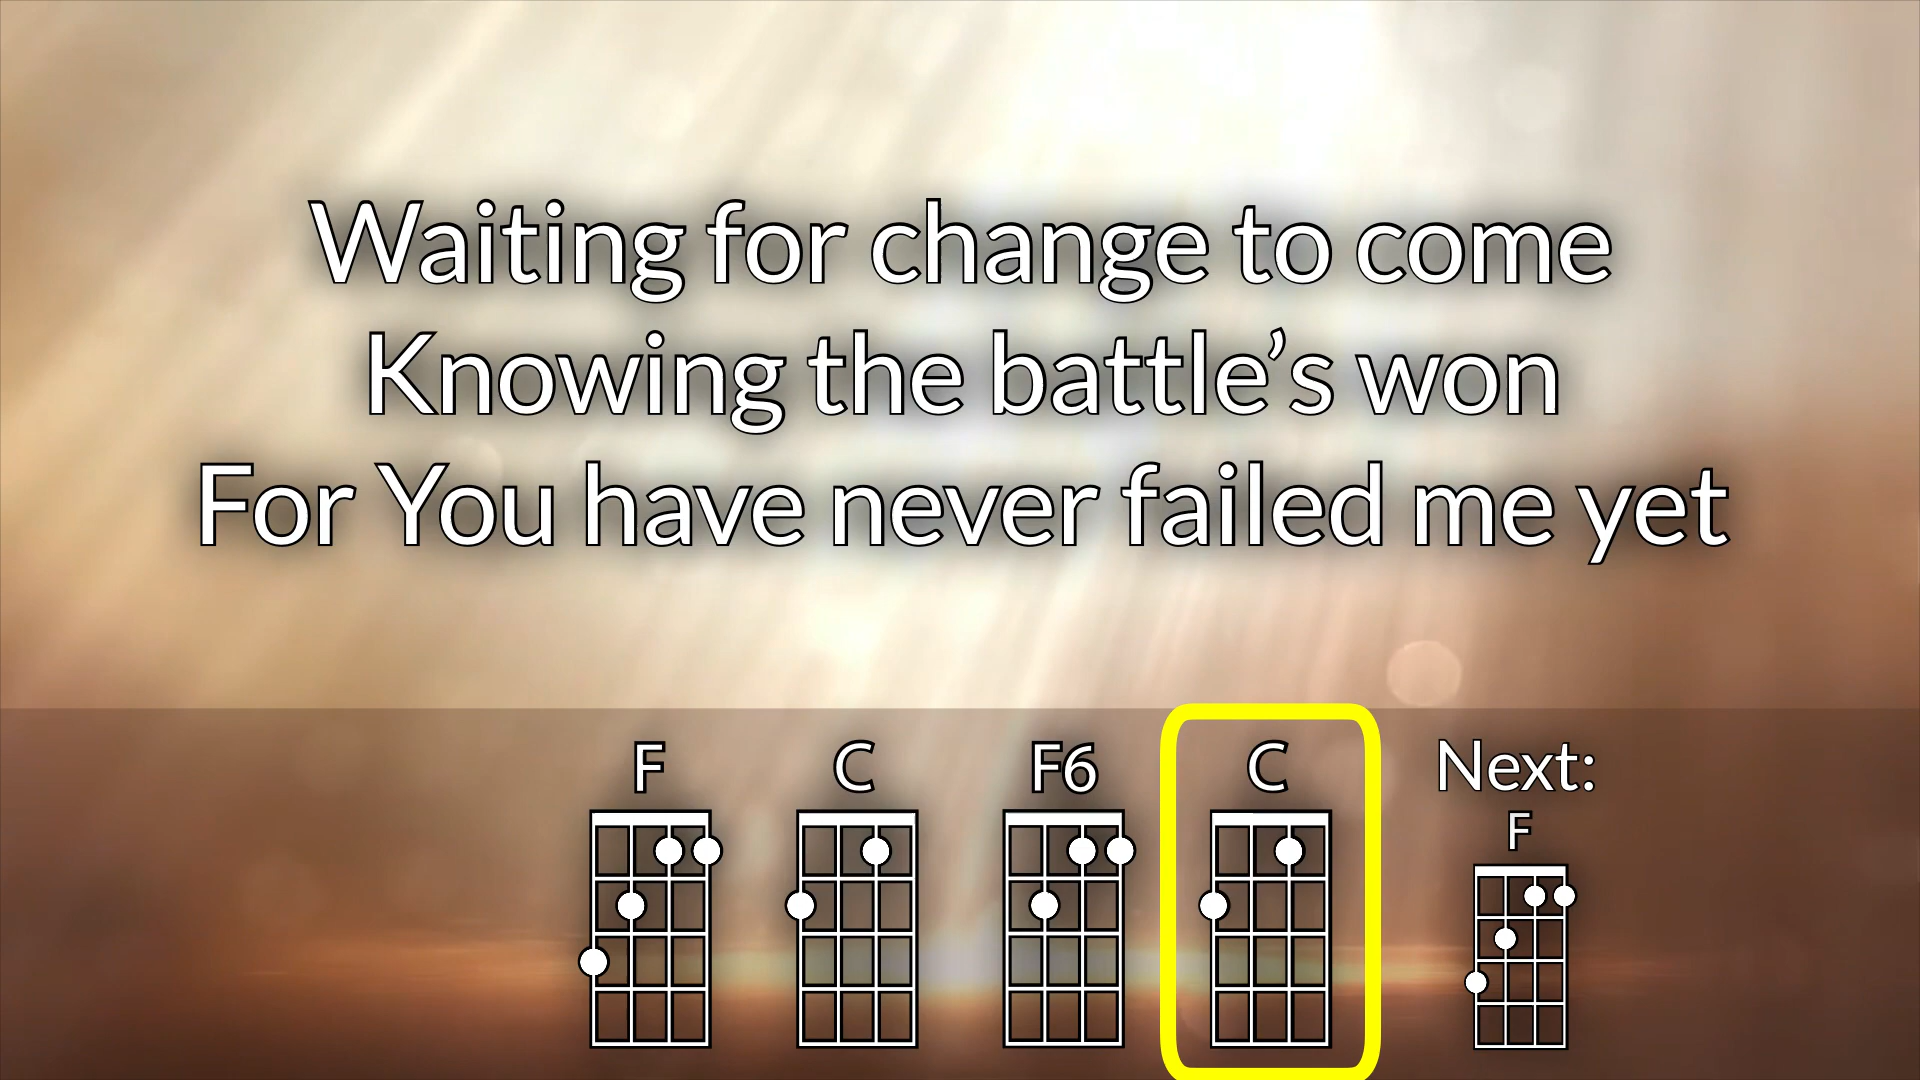 Waiting for change to come
Knowing the battle’s won
For You have never failed me yet
F C F6 C Next:
F